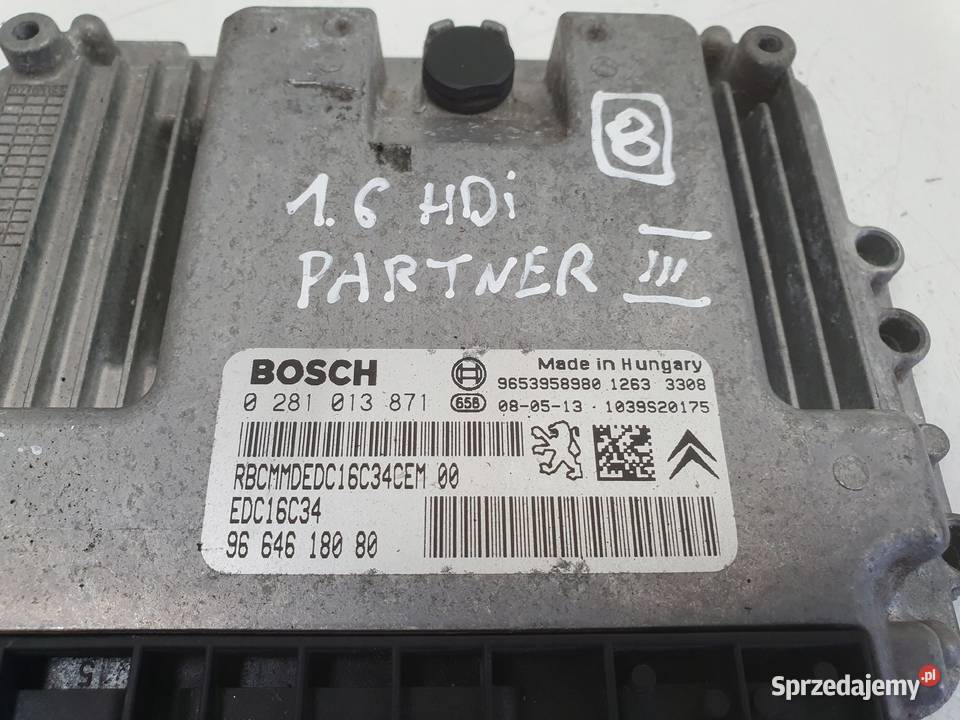 8
1.6 HDi
PARTNER III
BOSCH
Made in Hungary
9653958980 1263 3308
0 281 013 871
65B
08-05-13 · 1039S20175
RBCMMDEDC16C34CEM 00
EDC16C34
96 646 180 80
Sprzedajemy.pl